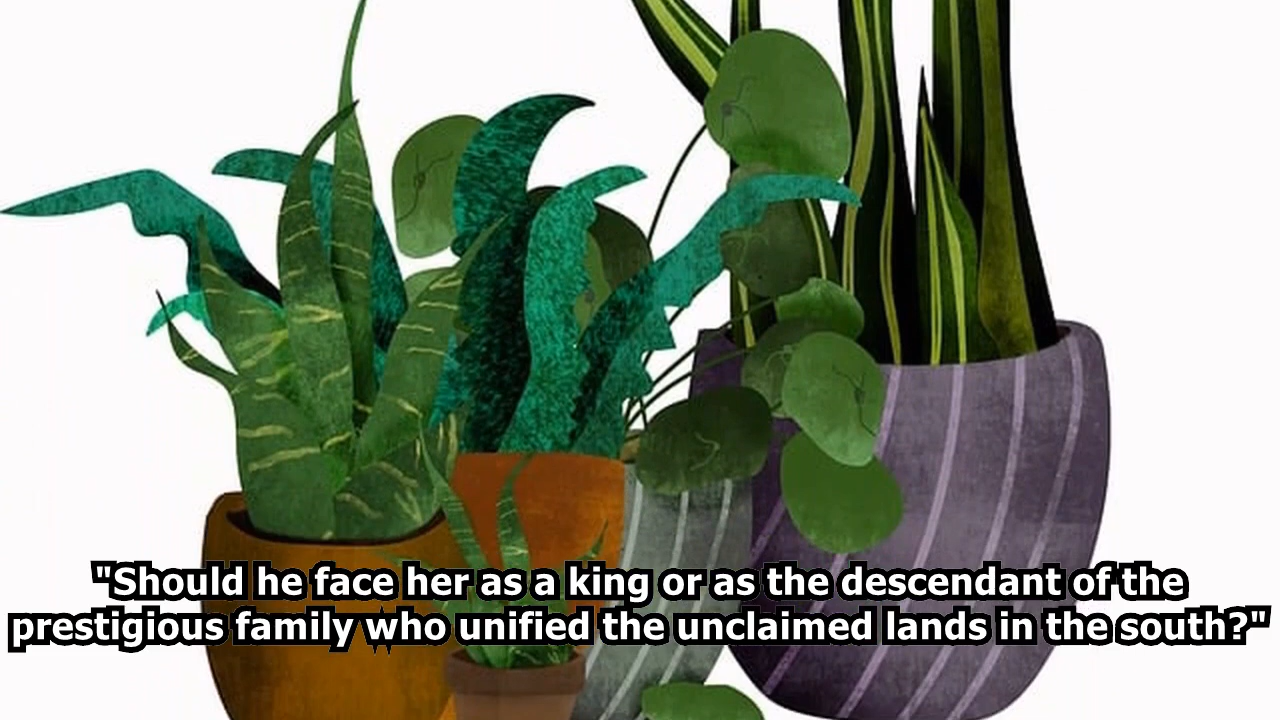 "Should he face her as a king or as the descendant of the
prestigious family who unified the unclaimed lands in the south?"